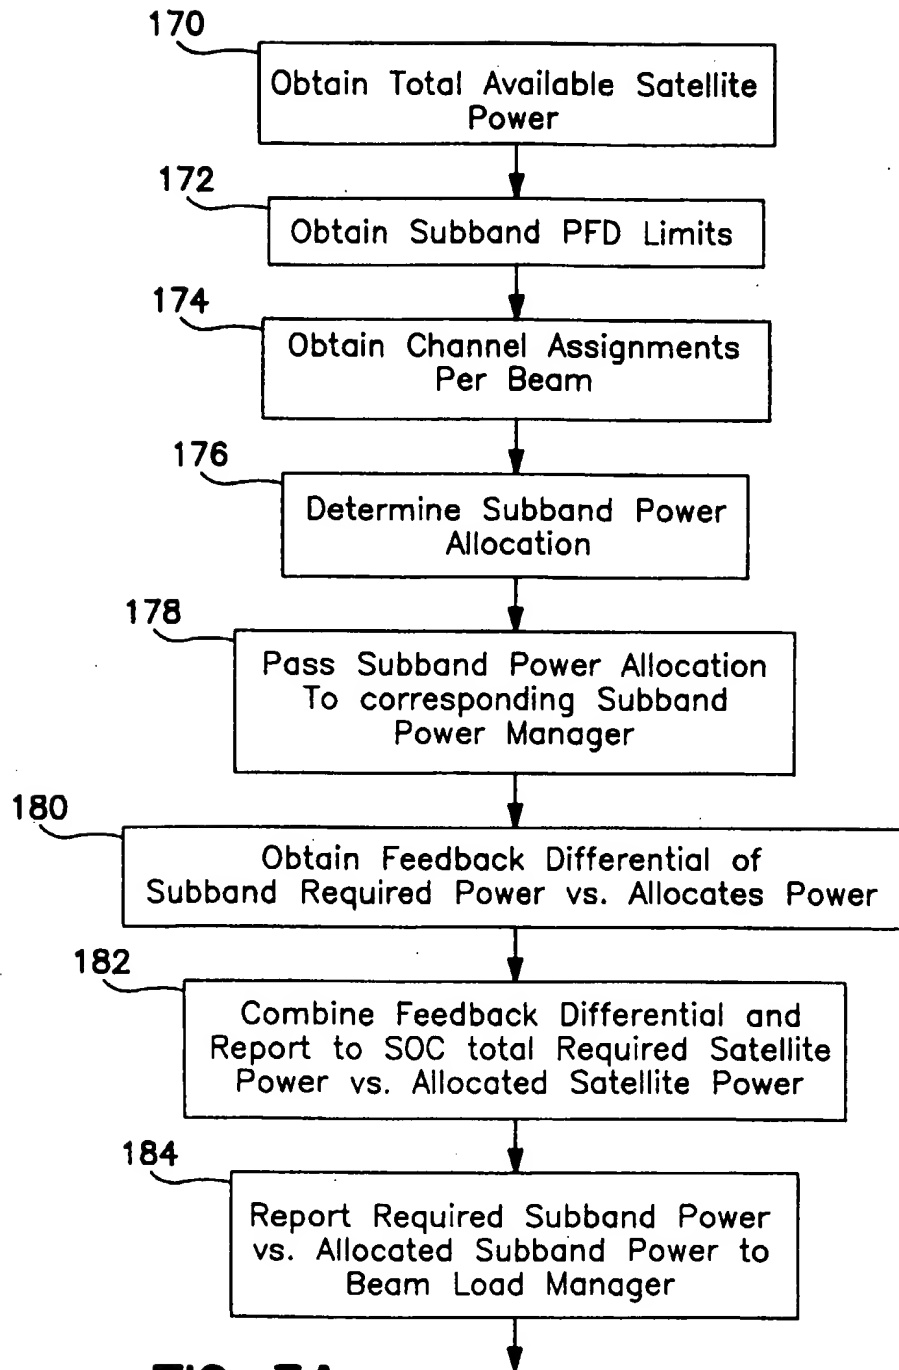 170
Obtain Total Available Satellite
Power
172
Obtain Subband PFD Limits
174
Obtain Channel Assignments
Per Beam
176
Determine Subband Power
Allocation
178
Pass Subband Power Allocation
To corresponding Subband
Power Manager
180
Obtain Feedback Differential of
Subband Required Power vs. Allocates Power
182
Combine Feedback Differential and
Report to SOC total Required Satellite
Power vs. Allocated Satellite Power
184
Report Required Subband Power
vs. Allocated Subband Power to
Beam Load Manager